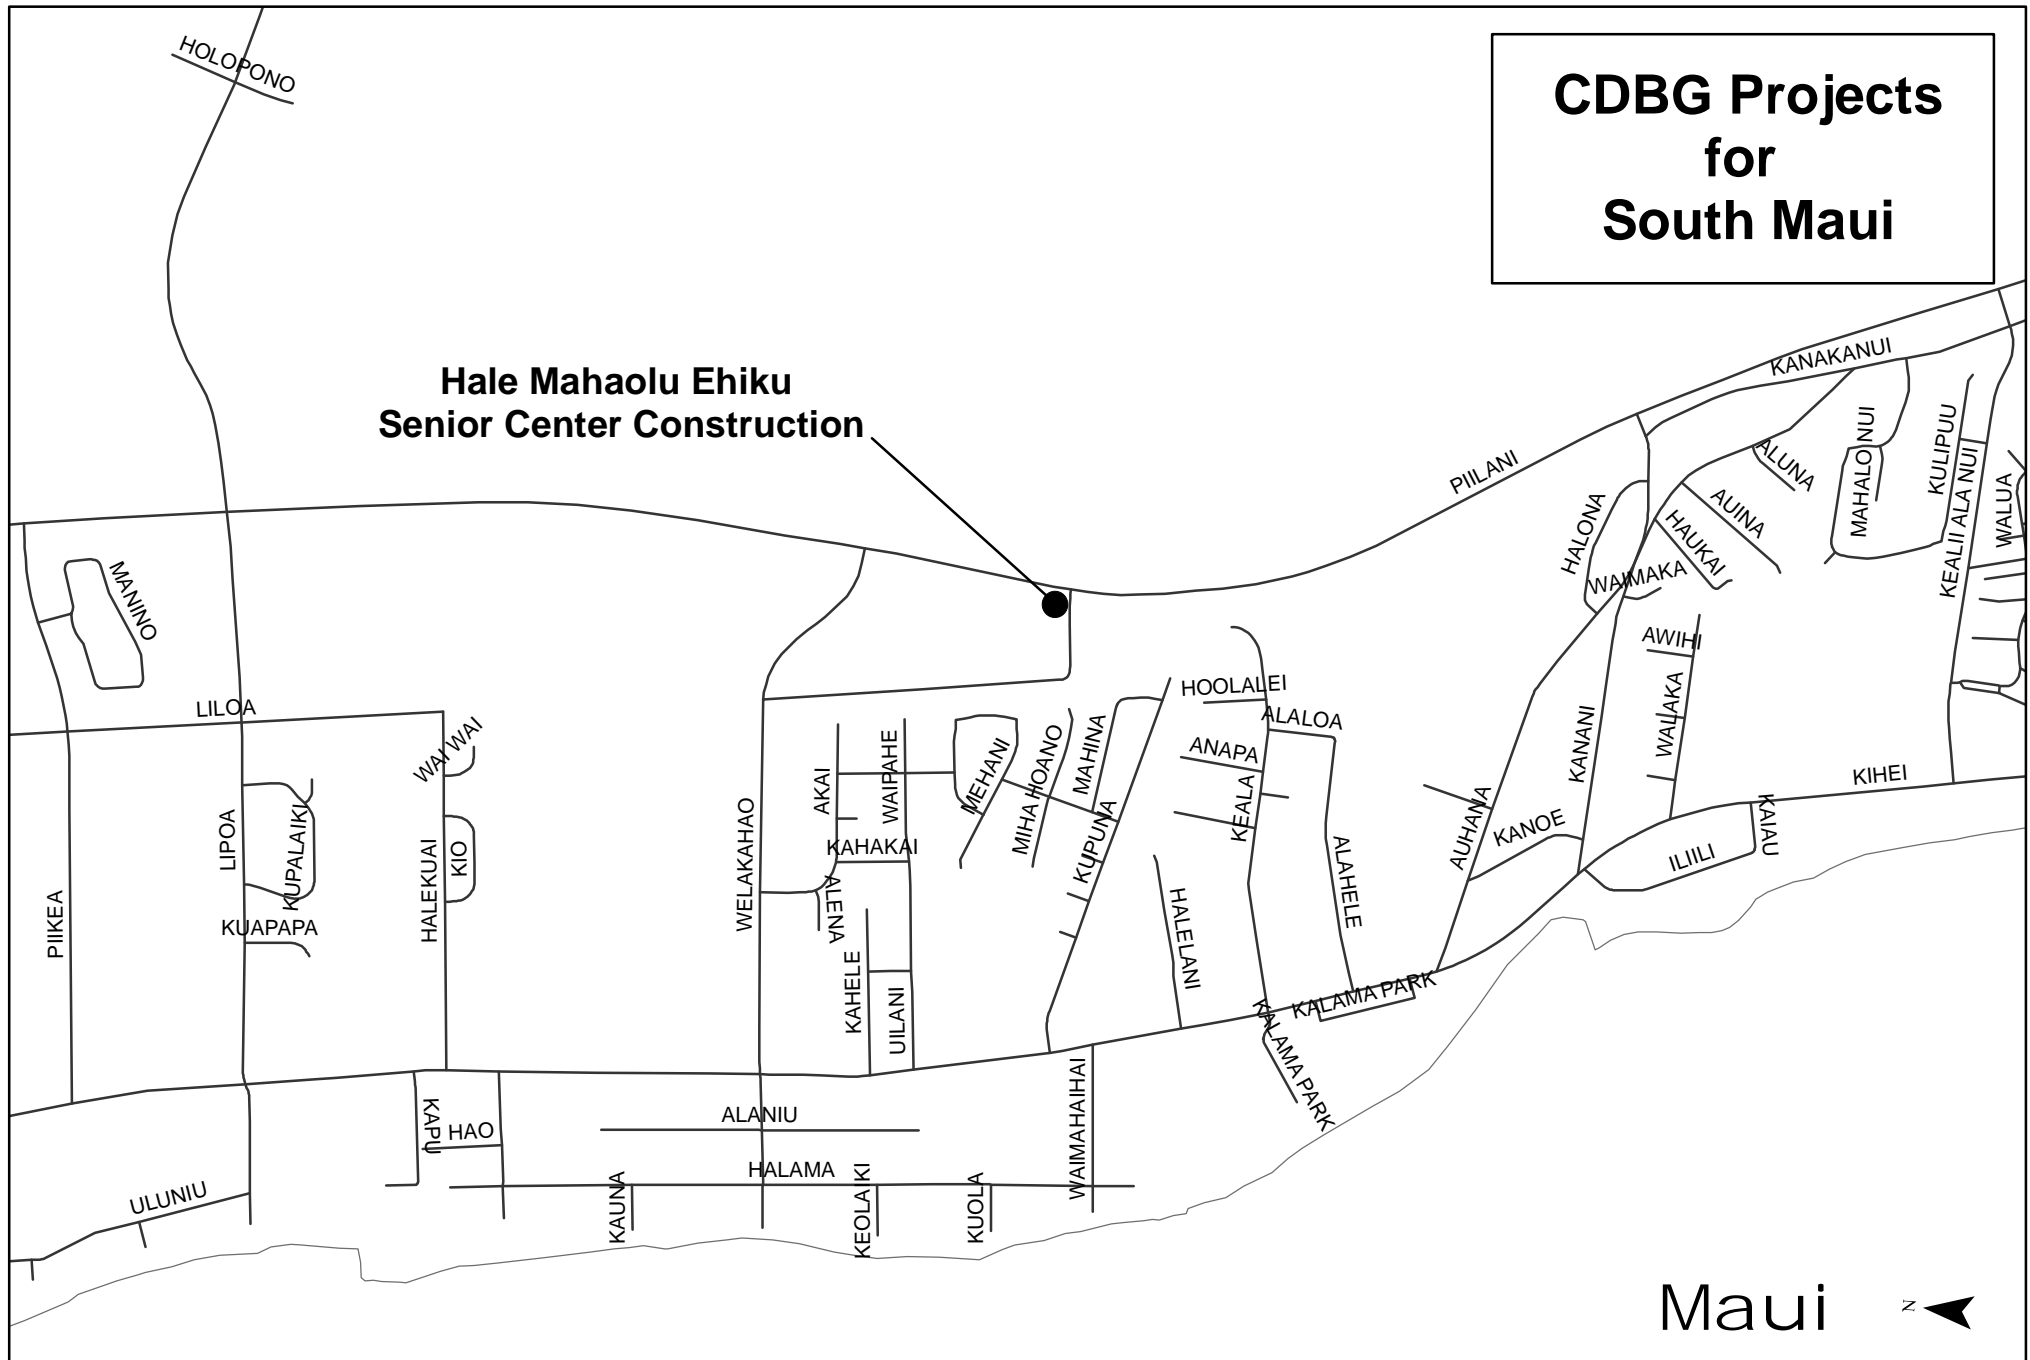 HOLOPONO
CDBG Projects
for
South Maui
Hale Mahaolu Ehiku
Senior Center Construction
KANAKANUI
PIILANI
ALUNA
MAHALO NUI
KULIPUU
KEALII ALA NUI
WALUA
AUINA
HALONA
HAUKAI
WAIMAKA
MANINO
AWIHI
LILOA
WAI WAI
HOOLALEI
ALALOA
ANAPA
WALAKA
KANANI
KIHEI
AKAI
WAIPAHE
MEHANI
MIHA HOANO
MAHINA
KUPUNA
KEALA
LIPOA
KUPALAIKI
KIO
HALEKUAI
WELAKAHAO
KAHAKAI
ALENA
AUHANA
KANOE
ILIILI
KAIAU
ALAHELE
HALELANI
PIIKEA
KUAPAPA
KAHELE
UILANI
KALAMA PARK
KALAMA PARK
KAPU
HAO
ALANIU
WAIMAHAIHAI
HALAMA
ULUNIU
KAUNA
KEOLAIKI
KUOLA
Maui
N